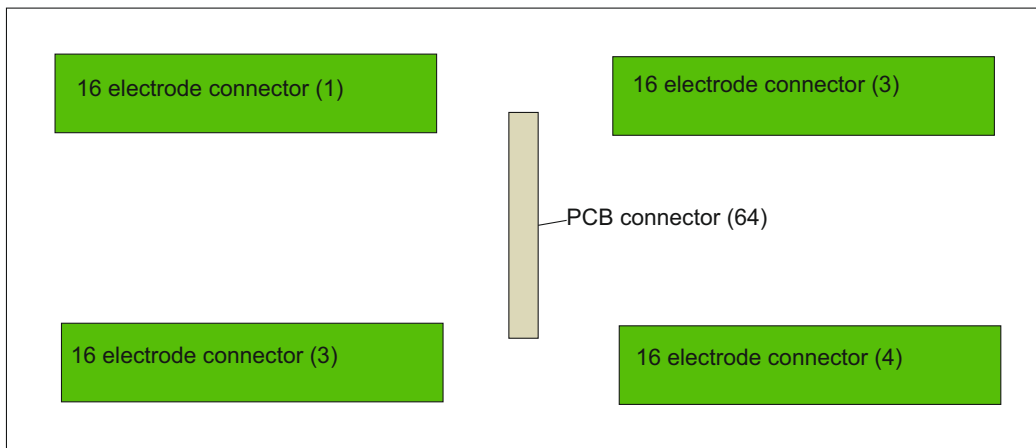 16 electrode connector (1)
16 electrode connector (3)
PCB connector (64)
16 electrode connector (3)
16 electrode connector (4)